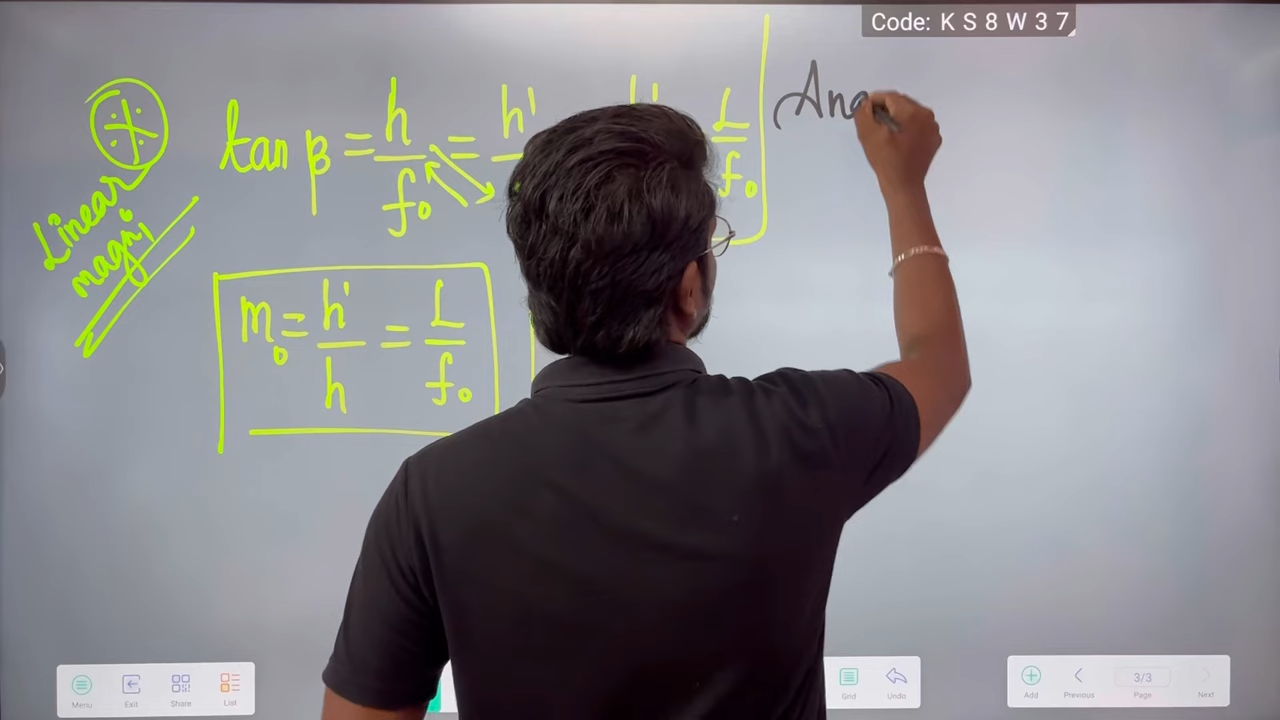 Code: K S 8 W 3 7
tan β = h/f₀ = h'
L/f₀
Ang
Linear
magni
m₀ = h'/h = L/f₀
Menu
Exit
Share
List
Grid
Undo
Add
Previous
3/3
Page
Next